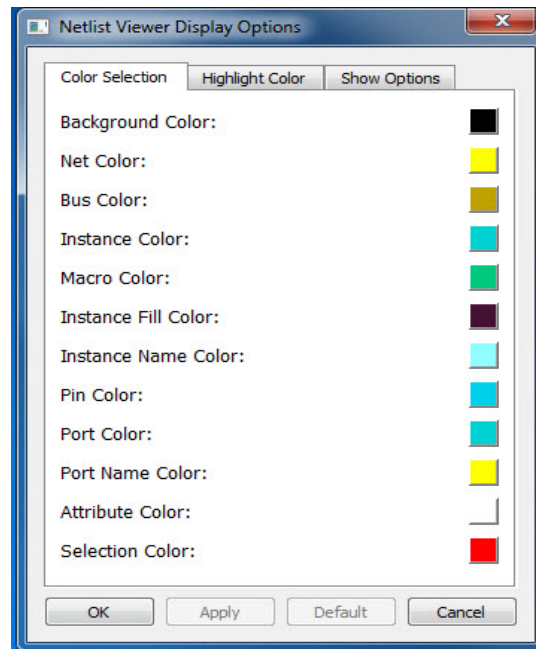 Netlist Viewer Display Options
Color Selection Highlight Color Show Options
Background Color:
Net Color:
Bus Color:
Instance Color:
Macro Color:
Instance Fill Color:
Instance Name Color:
Pin Color:
Port Color:
Port Name Color:
Attribute Color:
Selection Color:
OK Apply Default Cancel